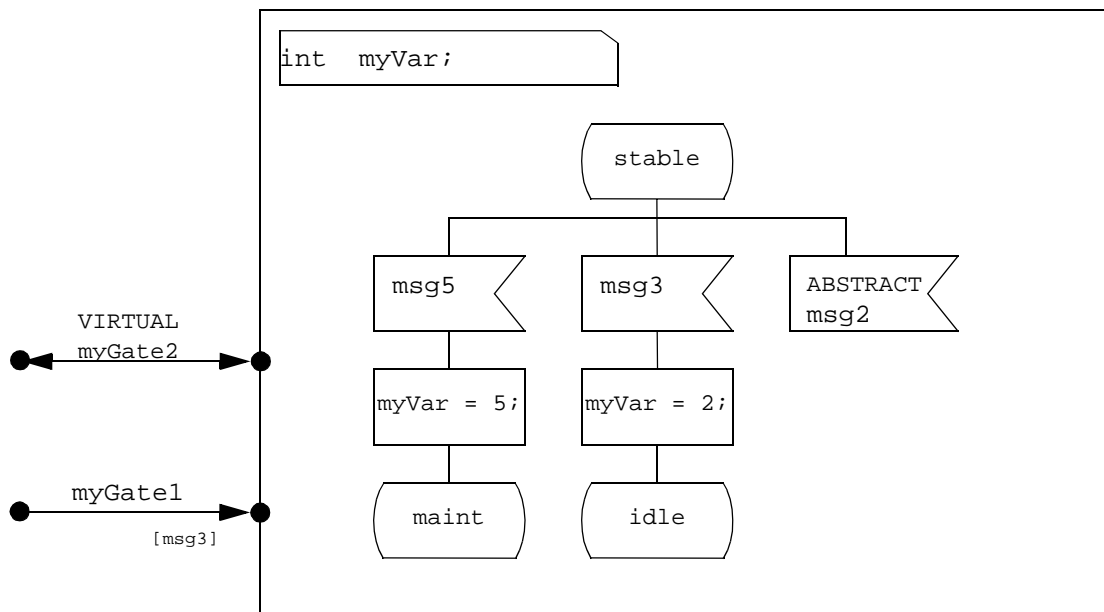 int  myVar;
stable
msg5
msg3
ABSTRACT
msg2
VIRTUAL
myGate2
myVar = 5;
myVar = 2;
myGate1
[msg3]
maint
idle